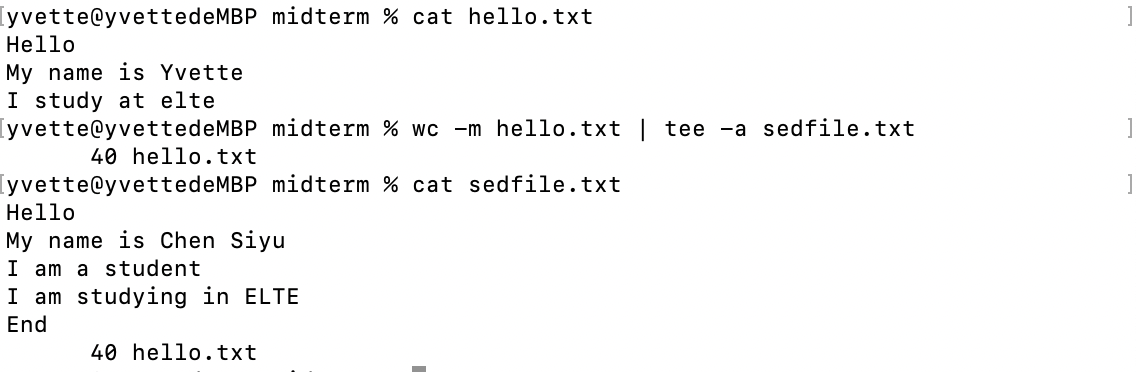 [yvette@yvettedeMBP midterm % cat hello.txt ]
Hello
My name is Yvette
I study at elte
[yvette@yvettedeMBP midterm % wc -m hello.txt | tee -a sedfile.txt ]
      40 hello.txt
[yvette@yvettedeMBP midterm % cat sedfile.txt ]
Hello
My name is Chen Siyu
I am a student
I am studying in ELTE
End
      40 hello.txt